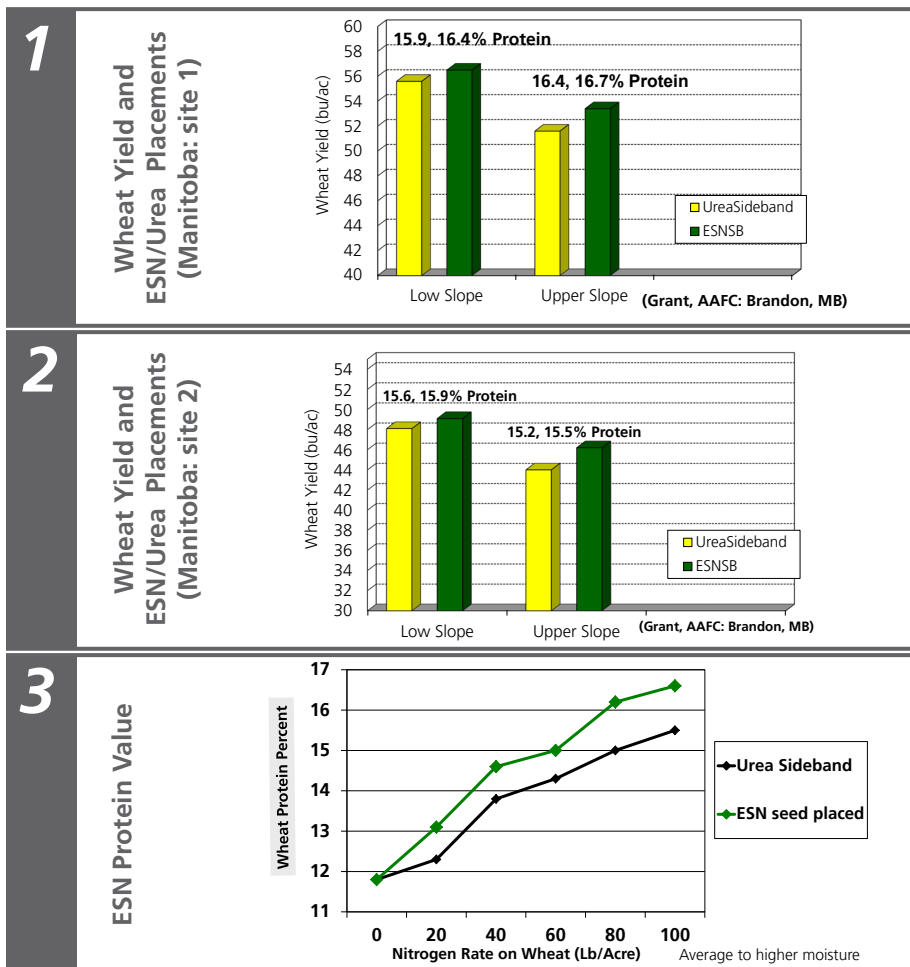 1
Wheat Yield and
ESN/Urea Placements
(Manitoba: site 1)
Wheat Yield (bu/ac)
60
58
56
54
52
50
48
46
44
42
40
15.9, 16.4% Protein
16.4, 16.7% Protein
UreaSideband
ESNSB
Low Slope
Upper Slope
(Grant, AAFC: Brandon, MB)
2
Wheat Yield and
ESN/Urea Placements
(Manitoba: site 2)
Wheat Yield (bu/ac)
54
52
50
48
46
44
42
40
38
36
34
32
30
15.6, 15.9% Protein
15.2, 15.5% Protein
UreaSideband
ESNSB
Low Slope
Upper Slope
(Grant, AAFC: Brandon, MB)
3
ESN Protein Value
Wheat Protein Percent
17
16
15
14
13
12
11
Urea Sideband
ESN seed placed
0 20 40 60 80 100
Nitrogen Rate on Wheat (Lb/Acre)
Average to higher moisture